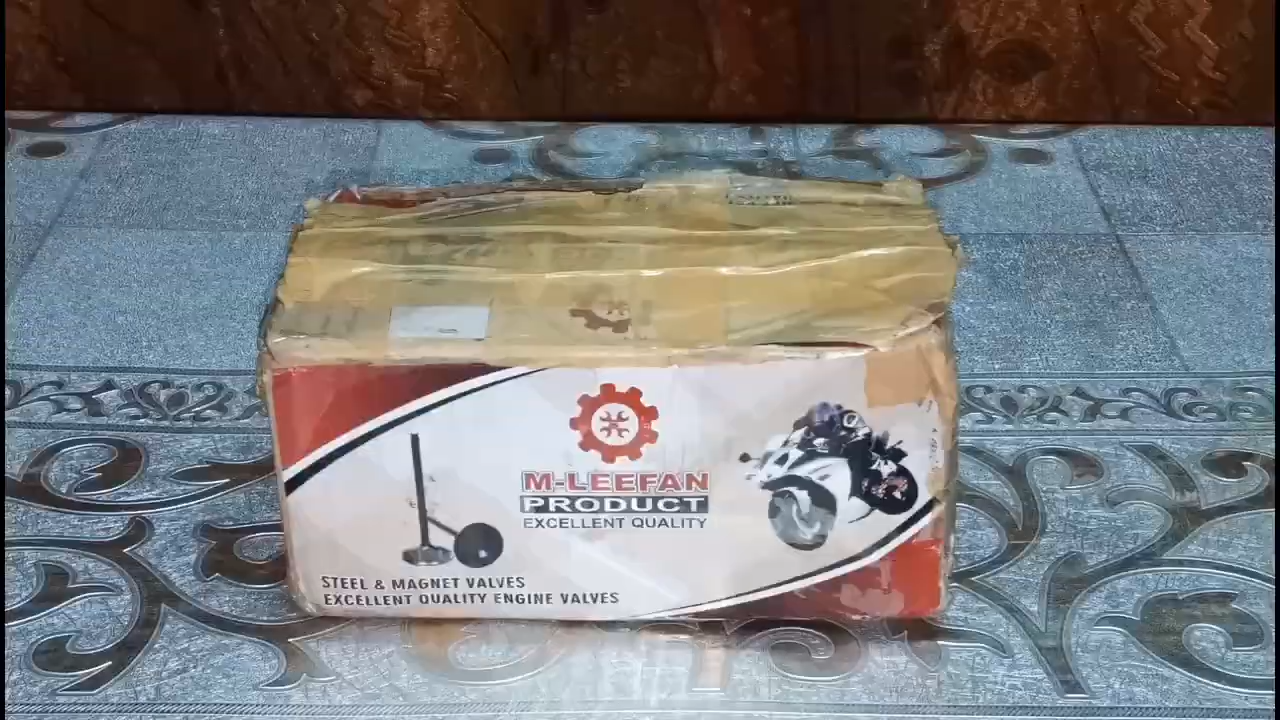 M-LEEFAN
PRODUCT
EXCELLENT QUALITY
STEEL & MAGNET VALVES
EXCELLENT QUALITY ENGINE VALVES